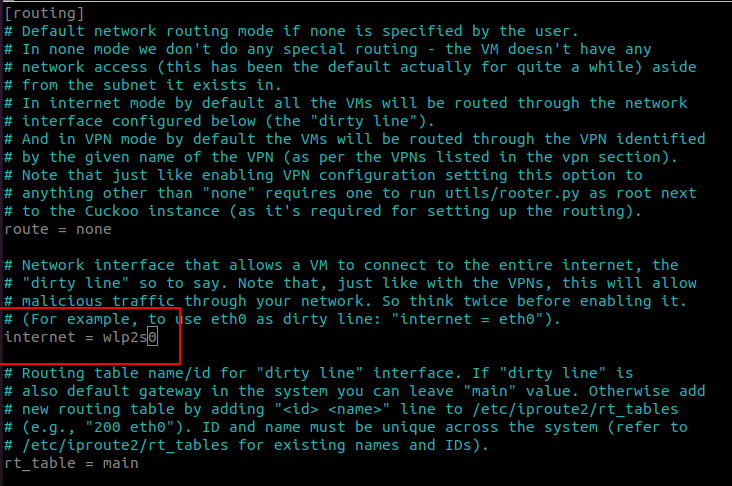 [routing]
# Default network routing mode if none is specified by the user.
# In none mode we don't do any special routing - the VM doesn't have any
# network access (this has been the default actually for quite a while) aside
# from the subnet it exists in.
# In internet mode by default all the VMs will be routed through the network
# interface configured below (the "dirty line").
# And in VPN mode by default the VMs will be routed through the VPN identified
# by the given name of the VPN (as per the VPNs listed in the vpn section).
# Note that just like enabling VPN configuration setting this option to
# anything other than "none" requires one to run utils/rooter.py as root next
# to the Cuckoo instance (as it's required for setting up the routing).
route = none

# Network interface that allows a VM to connect to the entire internet, the
# "dirty line" so to say. Note that, just like with the VPNs, this will allow
# malicious traffic through your network. So think twice before enabling it.
# (For example, to use eth0 as dirty line: "internet = eth0").
internet = wlp2s0

# Routing table name/id for "dirty line" interface. If "dirty line" is
# also default gateway in the system you can leave "main" value. Otherwise add
# new routing table by adding "<id> <name>" line to /etc/iproute2/rt_tables
# (e.g., "200 eth0"). ID and name must be unique across the system (refer to
# /etc/iproute2/rt_tables for existing names and IDs).
rt_table = main